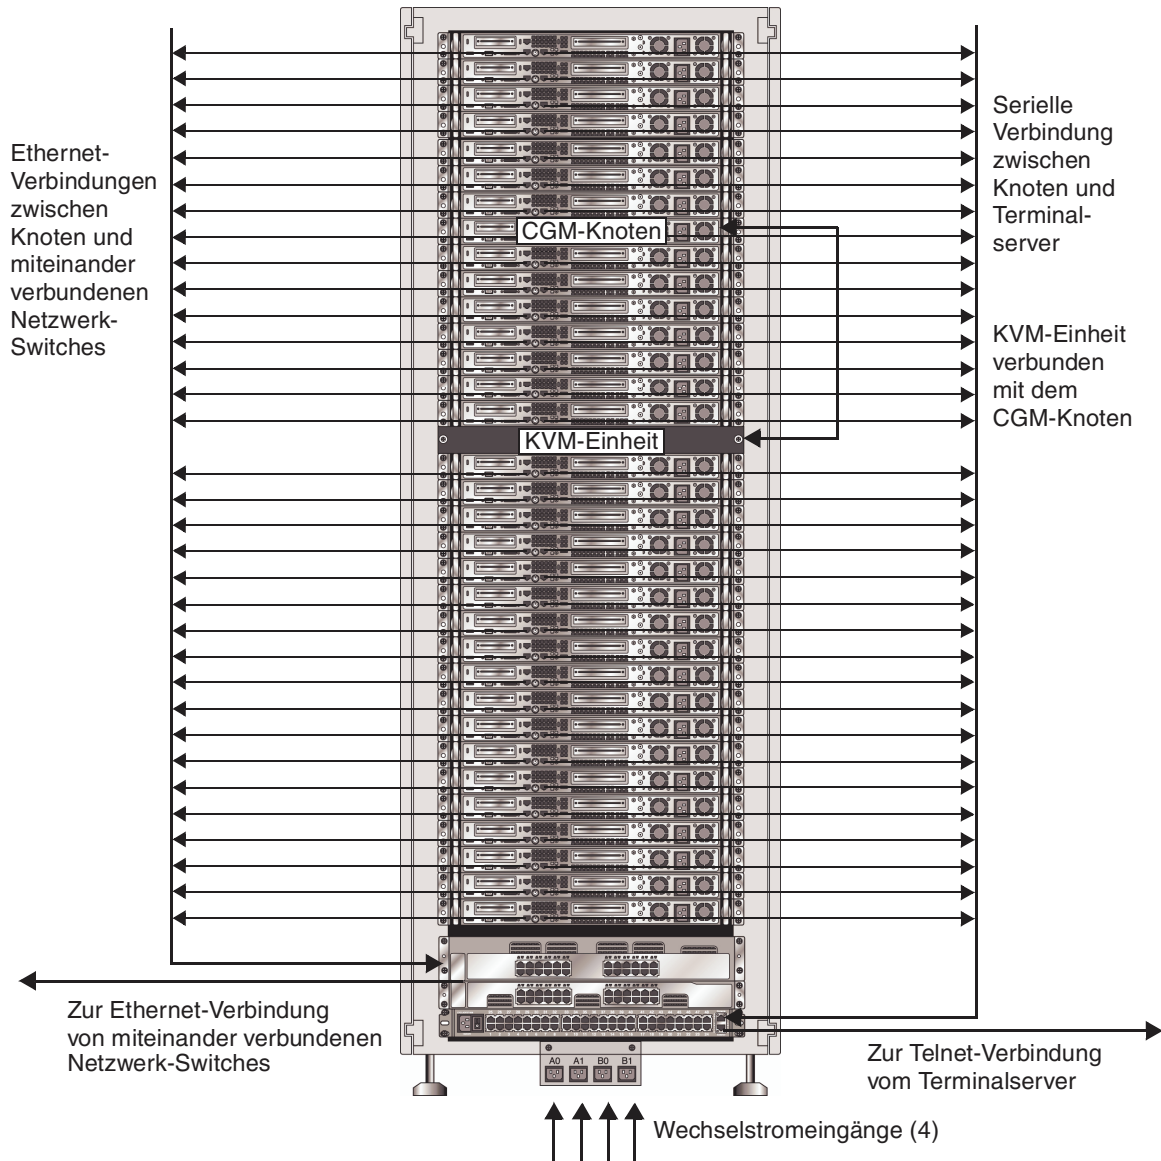 Ethernet-
Verbindungen
zwischen
Knoten und
miteinander
verbundenen
Netzwerk-
Switches
Serielle
Verbindung
zwischen
Knoten und
Terminal-
server
CGM-Knoten
KVM-Einheit
verbunden
mit dem
CGM-Knoten
KVM-Einheit
Zur Ethernet-Verbindung
von miteinander verbundenen
Netzwerk-Switches
A0 A1 B0 B1
Zur Telnet-Verbindung
vom Terminalserver
Wechselstromeingänge (4)